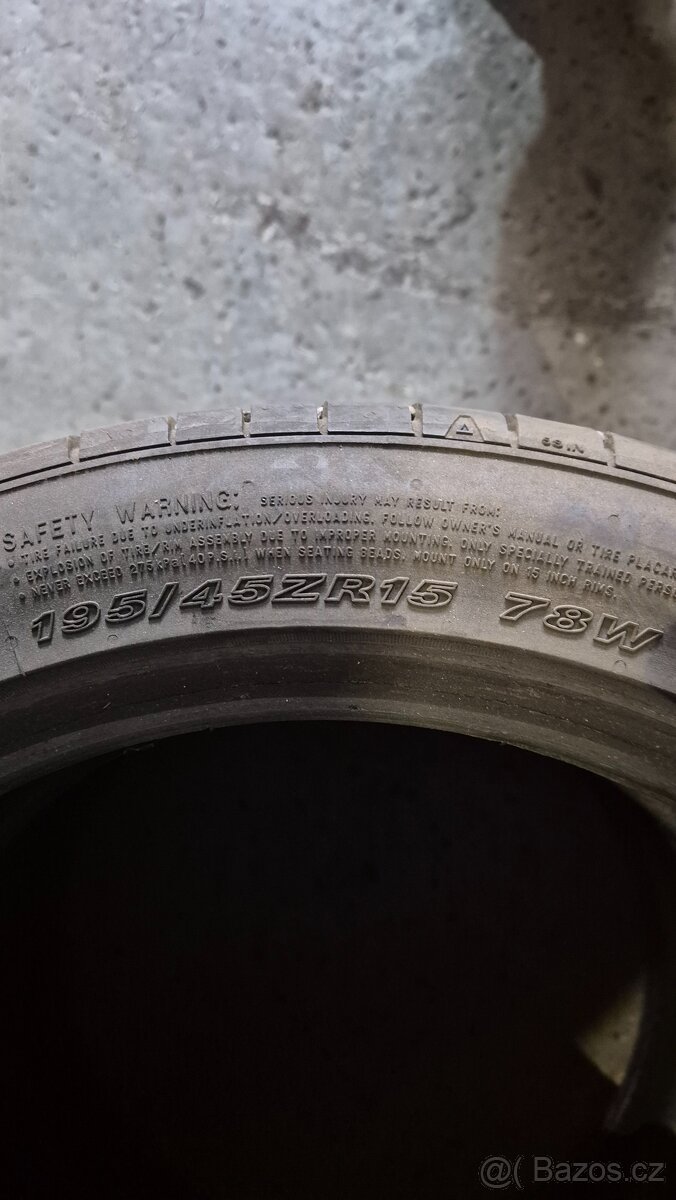 SAFETY WARNING: SERIOUS INJURY MAY RESULT FROM:
• TIRE FAILURE DUE TO UNDERINFLATION/OVERLOADING. FOLLOW OWNER'S MANUAL OR TIRE PLACAR
• EXPLOSION OF TIRE/RIM ASSEMBLY DUE TO IMPROPER MOUNTING. ONLY SPECIALLY TRAINED PERS
• NEVER EXCEED 275 KPa(40P.S.I.) WHEN SEATING BEADS. MOUNT ONLY ON 15 INCH RIMS.
195/45ZR15 78W
@( Bazos.cz